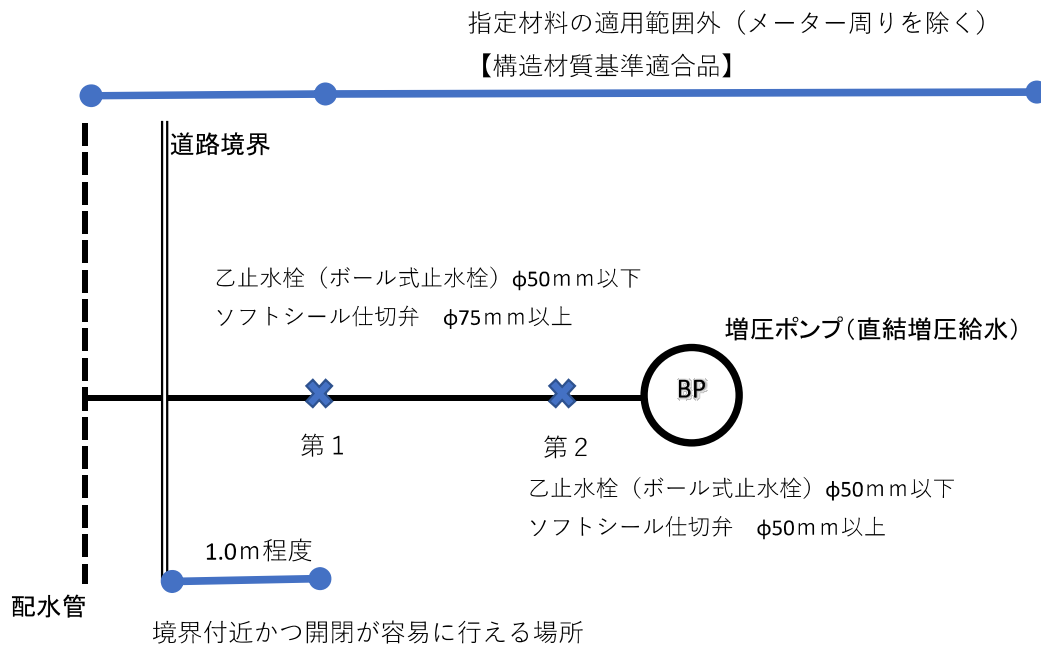 指定材料の適用範囲外（メーター周りを除く）
【構造材質基準適合品】
道路境界
乙止水栓（ボール式止水栓）φ50ｍｍ以下
ソフトシール仕切弁　φ75ｍｍ以上
増圧ポンプ（直結増圧給水）
BP
第１
第２
乙止水栓（ボール式止水栓）φ50ｍｍ以下
ソフトシール仕切弁　φ50ｍｍ以上
1.0ｍ程度
配水管
境界付近かつ開閉が容易に行える場所